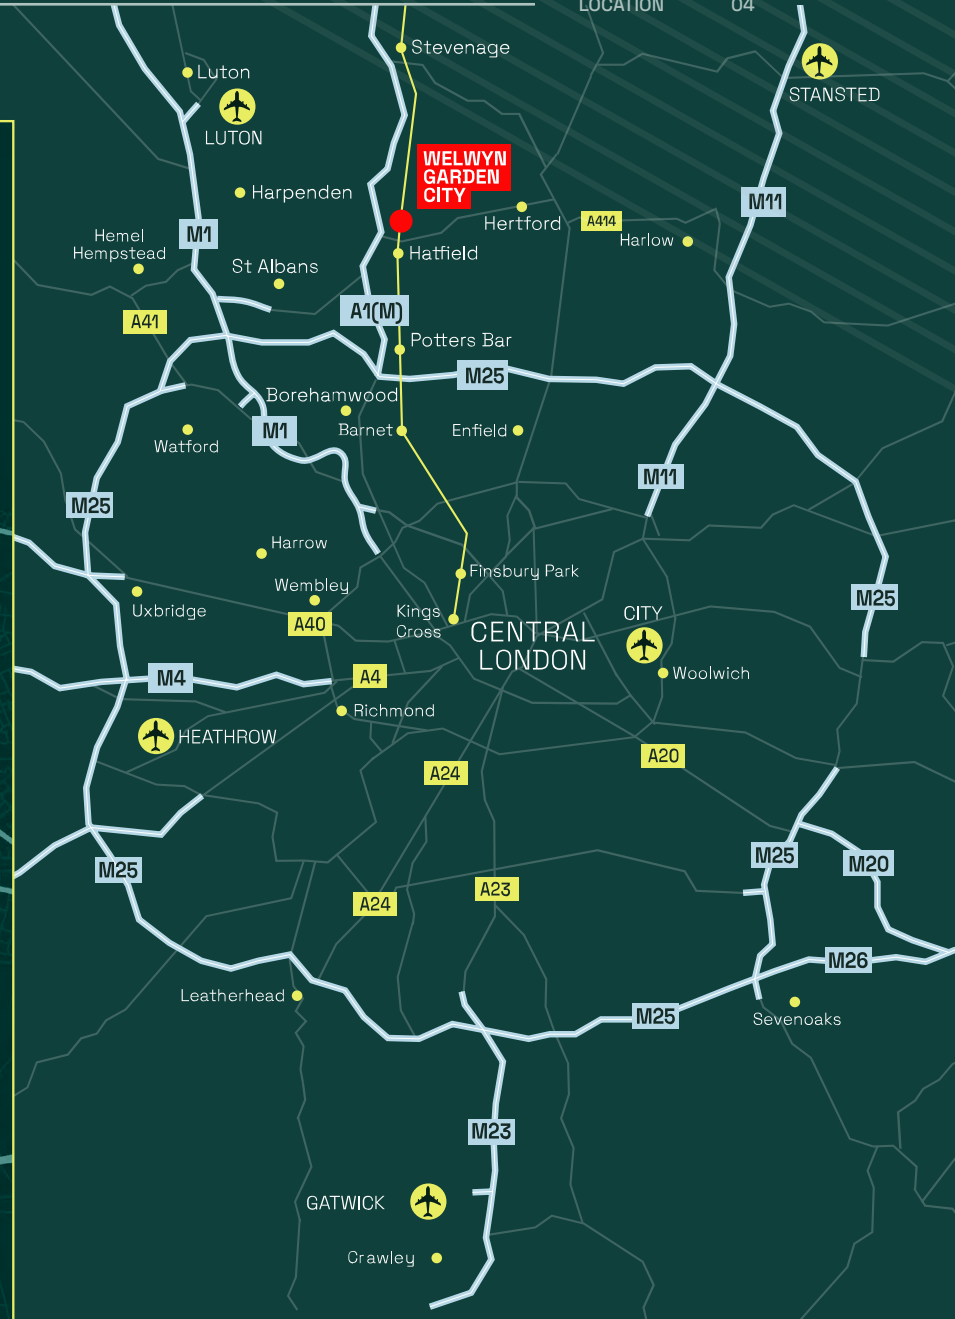 LOCATION 04
Stevenage
Luton
STANSTED
LUTON
WELWYN
GARDEN
CITY
Harpenden
M11
Hertford
A414
Hemel
Hempstead
M1
Harlow
Hatfield
St Albans
A1(M)
A41
Potters Bar
M25
Borehamwood
Barnet
M1
Enfield
Watford
M11
M25
Harrow
Finsbury Park
Wembley
Uxbridge
A40
Kings
Cross
CENTRAL
LONDON
CITY
M25
Woolwich
M4
A4
Richmond
HEATHROW
A20
A24
M25
M20
M25
A24
A23
M26
Leatherhead
M25
Sevenoaks
M23
GATWICK
Crawley